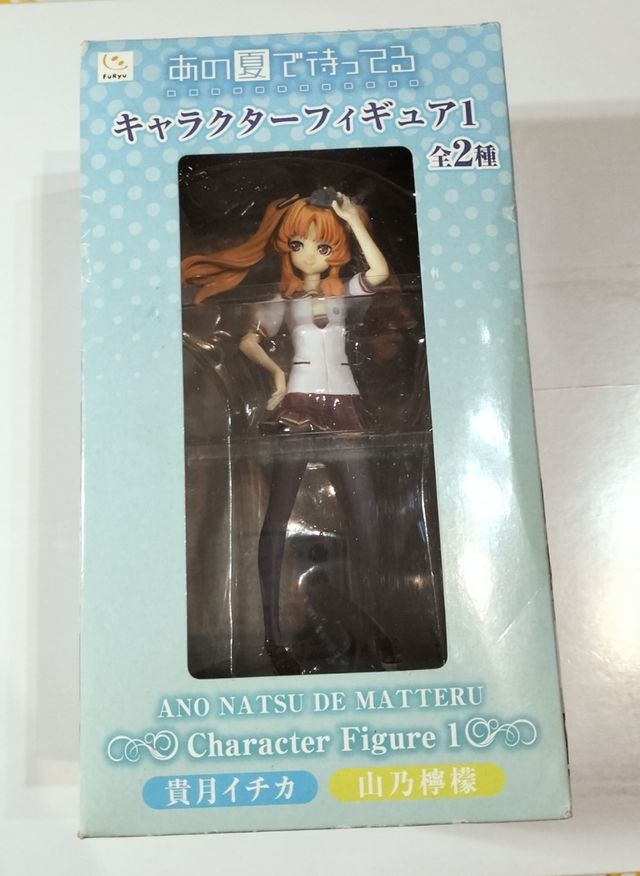 FuRyu
あの夏で待ってる
キャラクターフィギュア1
全2種
ANO NATSU DE MATTERU
Character Figure 1
貴月イチカ
山乃檸檬